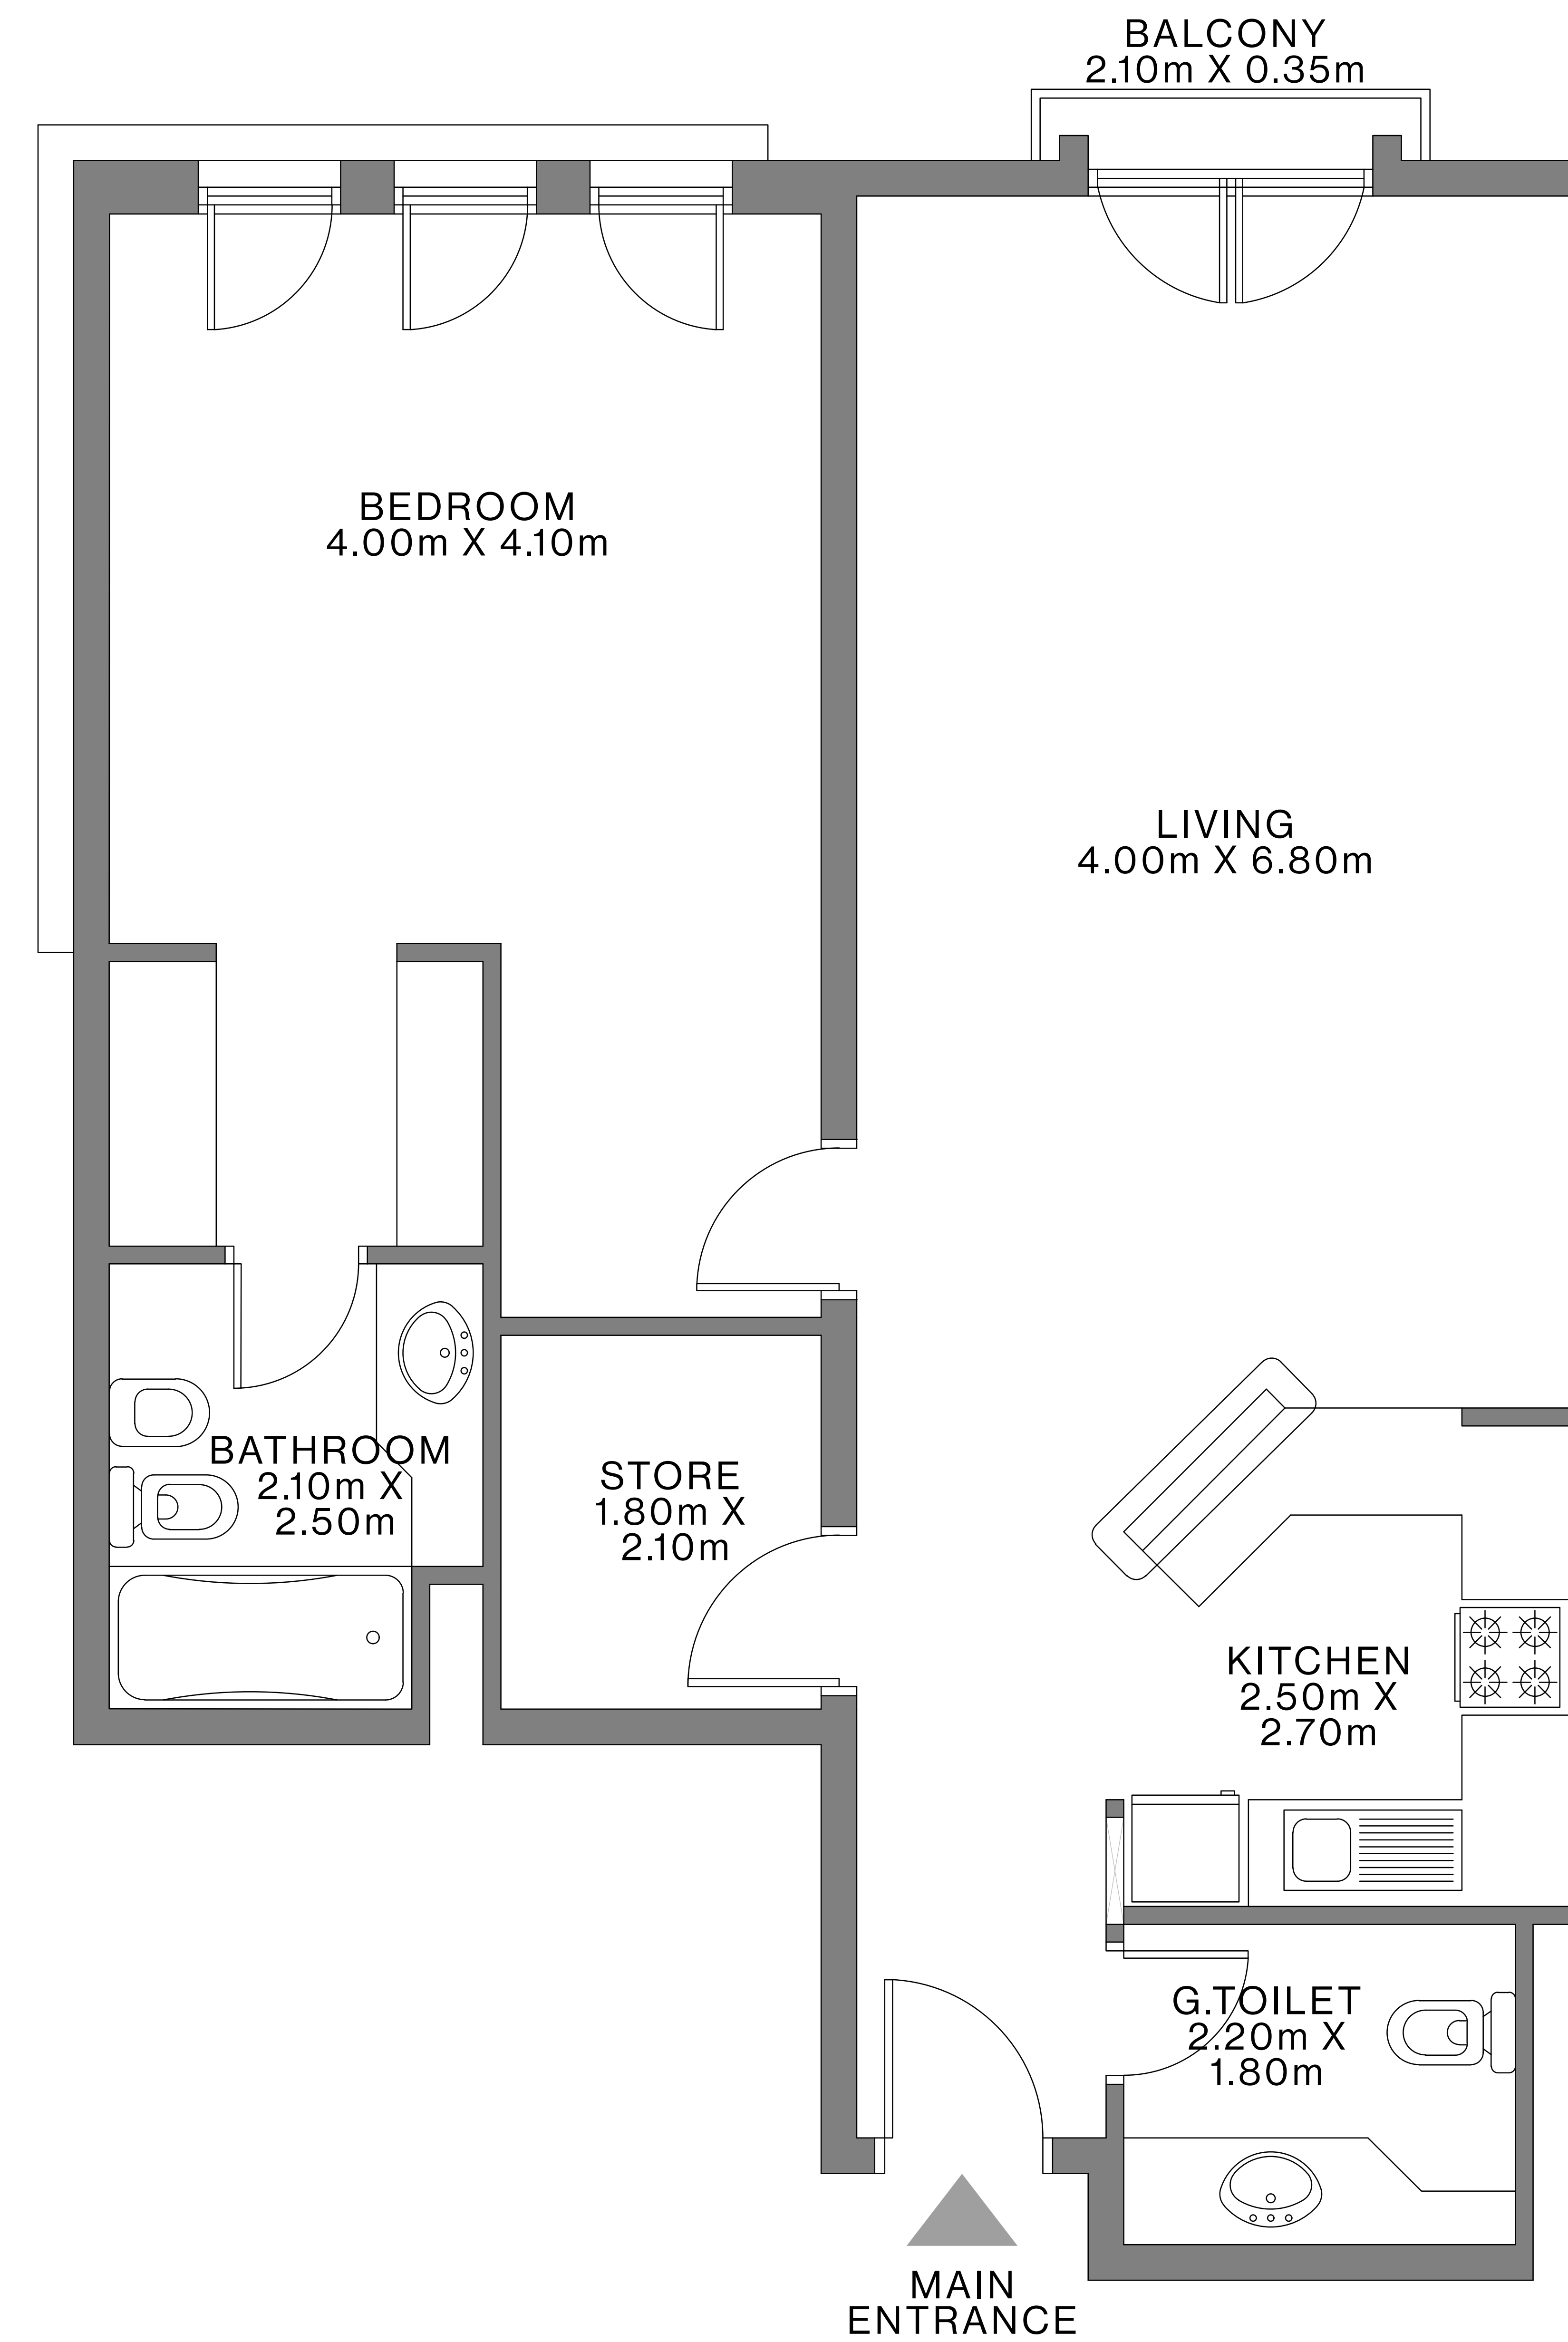 BALCONY
2.10m X 0.35m
BEDROOM
4.00m X 4.10m
LIVING
4.00m X 6.80m
BATHROOM
2.10m X
2.50m
STORE
1.80m X
2.10m
KITCHEN
2.50m X
2.70m
G.TOILET
2.20m X
1.80m
MAIN
ENTRANCE